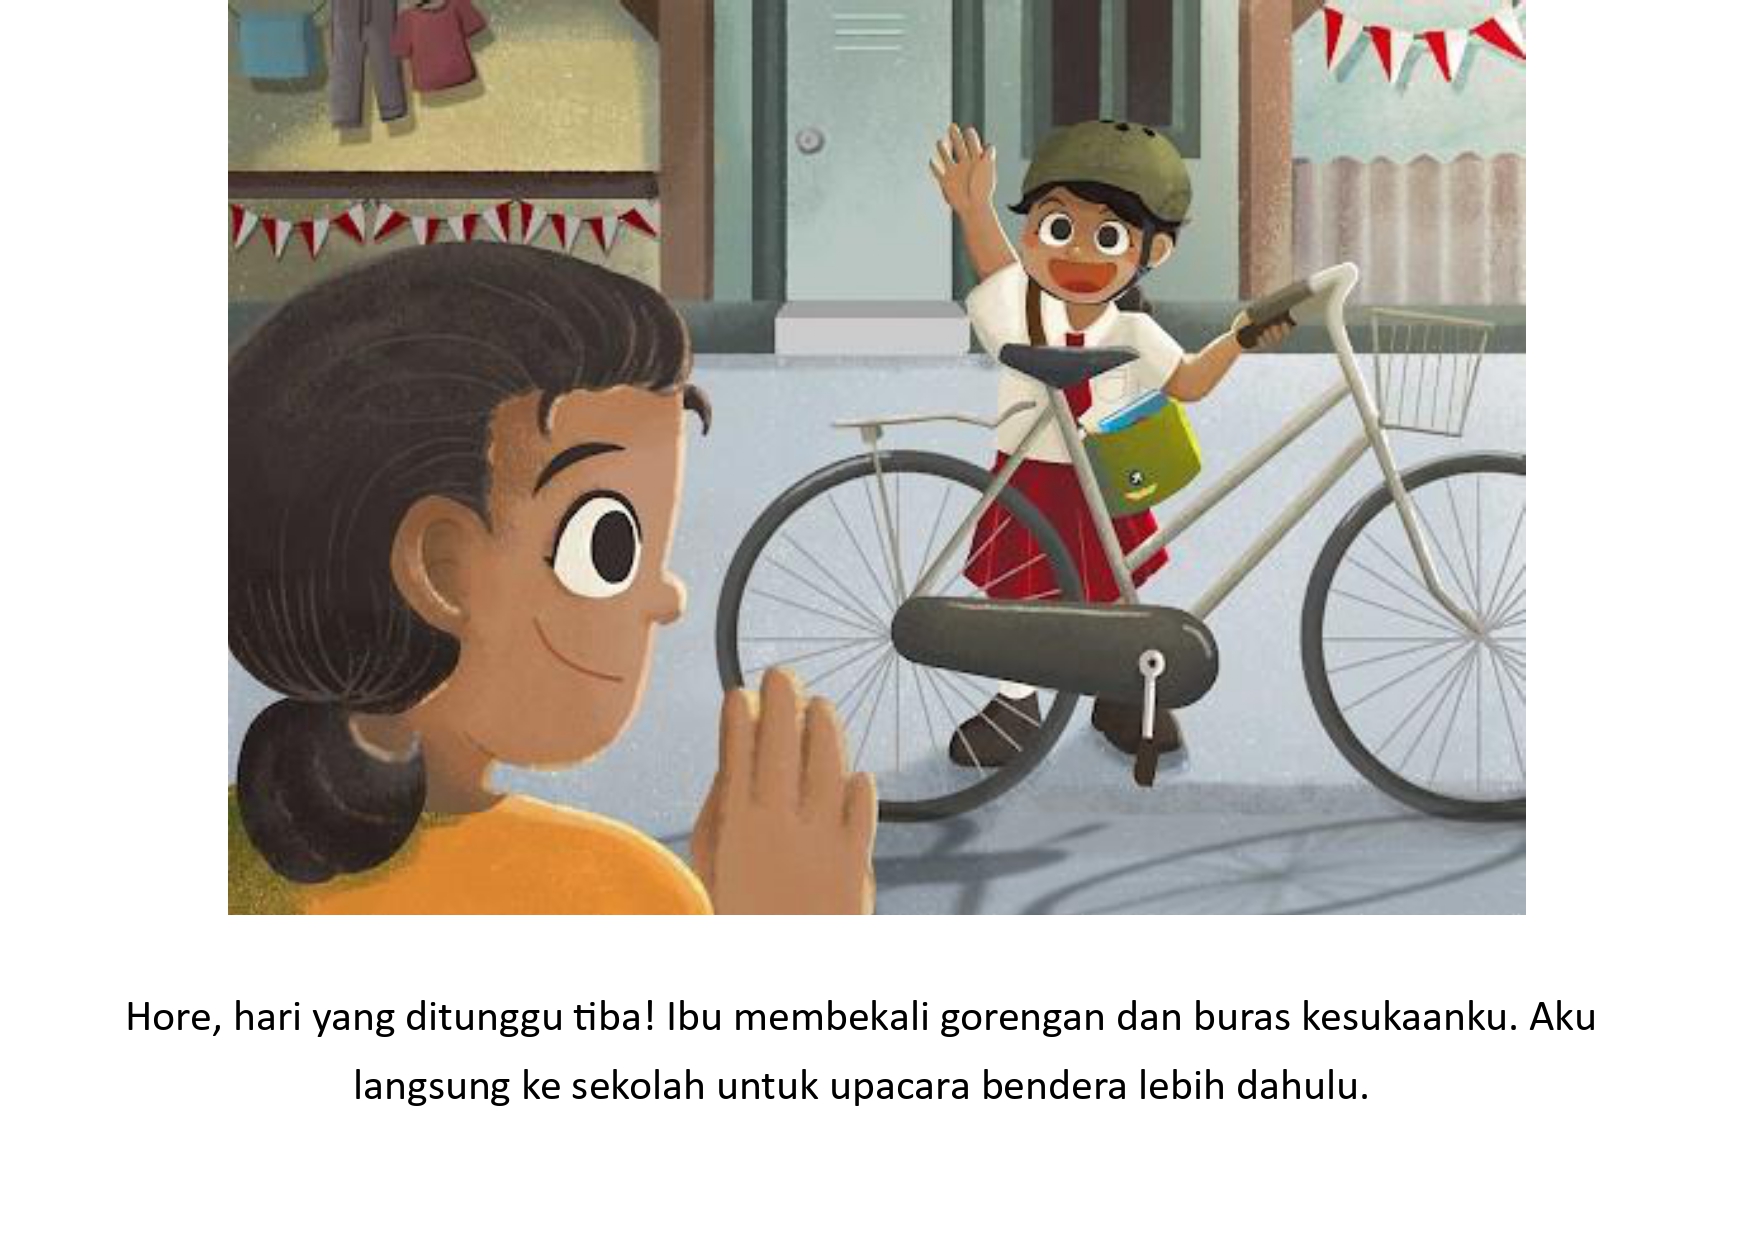 Hore, hari yang ditunggu tiba! Ibu membekali gorengan dan buras kesukaanku. Aku
langsung ke sekolah untuk upacara bendera lebih dahulu.